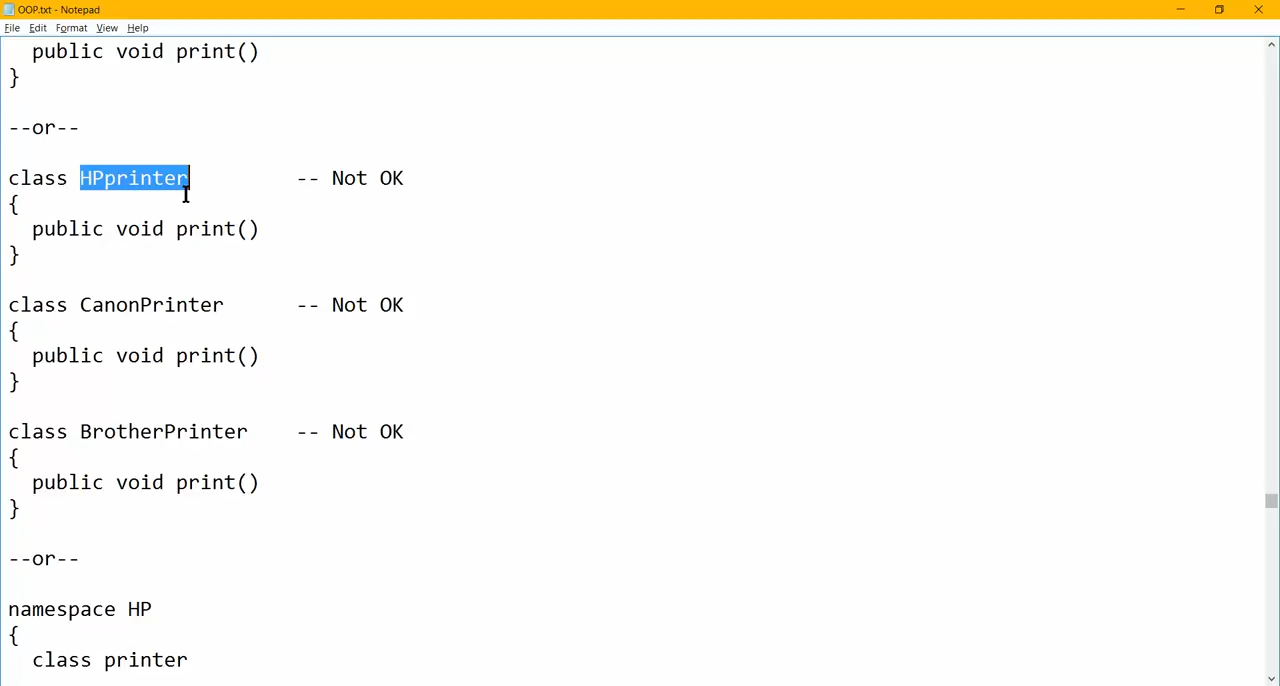 OOP.txt - Notepad
File Edit Format View Help
public void print()
}
--or--
class HPprinter -- Not OK
{
public void print()
}
class CanonPrinter -- Not OK
{
public void print()
}
class BrotherPrinter -- Not OK
{
public void print()
}
--or--
namespace HP
{
class printer